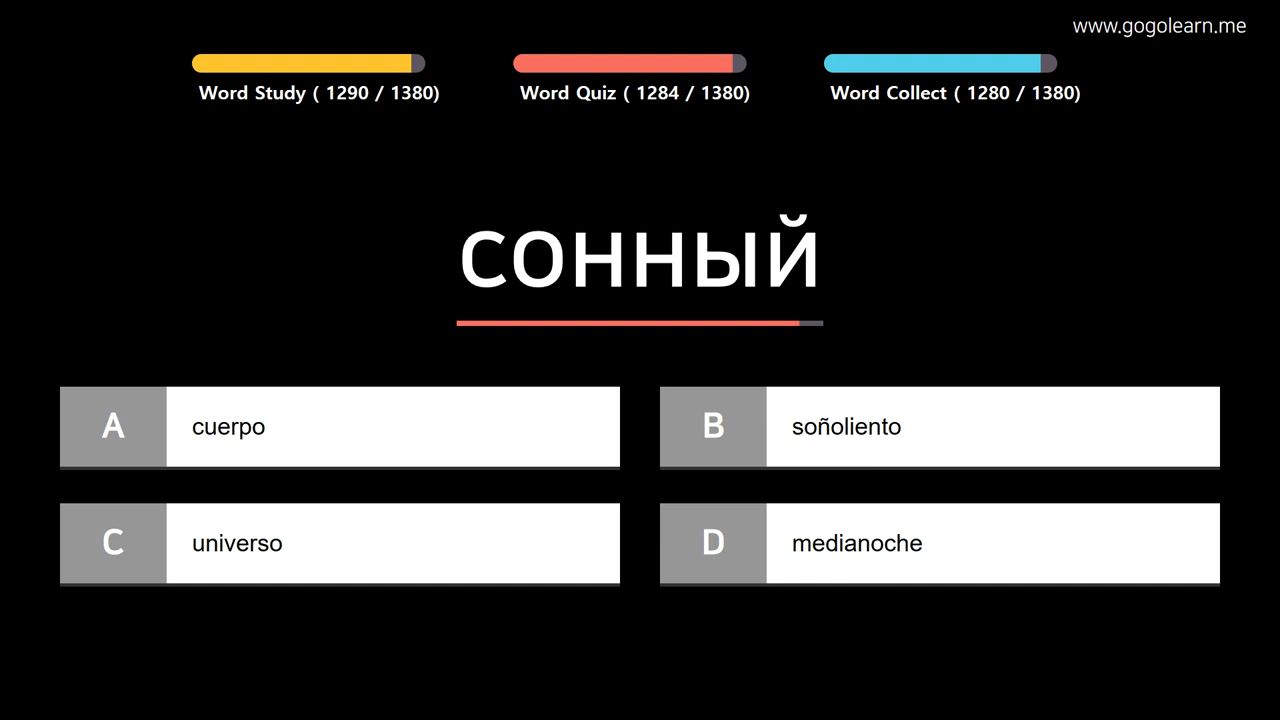 www.gogolearn.me
Word Study ( 1290 / 1380)
Word Quiz ( 1284 / 1380)
Word Collect ( 1280 / 1380)
сонный
A cuerpo
B soñoliento
C universo
D medianoche